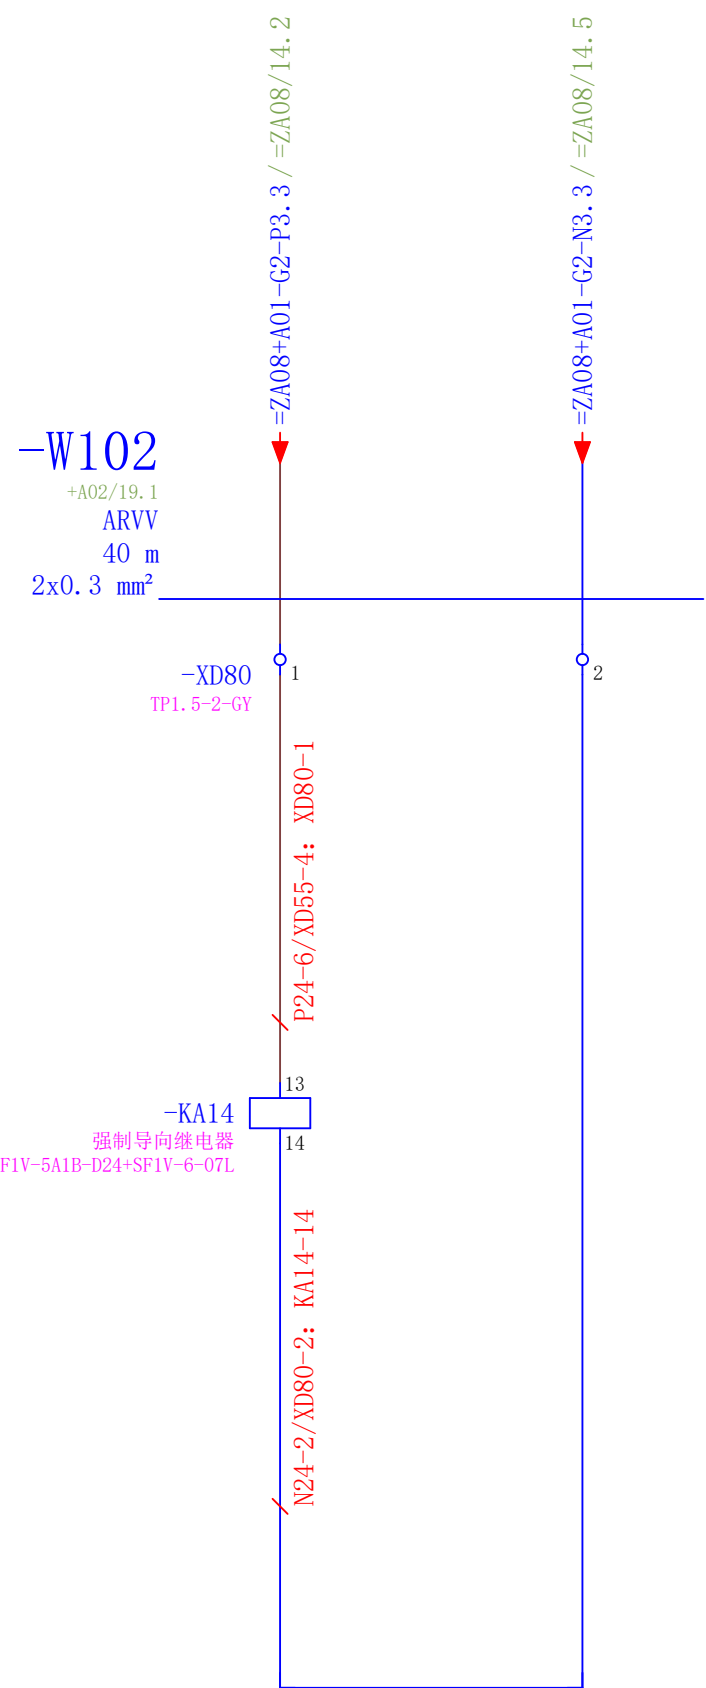 =ZA08+A01-G2-P3.3 / =ZA08/14.2
=ZA08+A01-G2-N3.3 / =ZA08/14.5
-W102
+A02/19.1
ARVV
40 m
2x0.3 mm²
-XD80
TP1.5-2-GY
1
2
P24-6/XD55-4: XD80-1
13
-KA14
14
强制导向继电器
F1V-5A1B-D24+SF1V-6-07L
N24-2/XD80-2: KA14-14